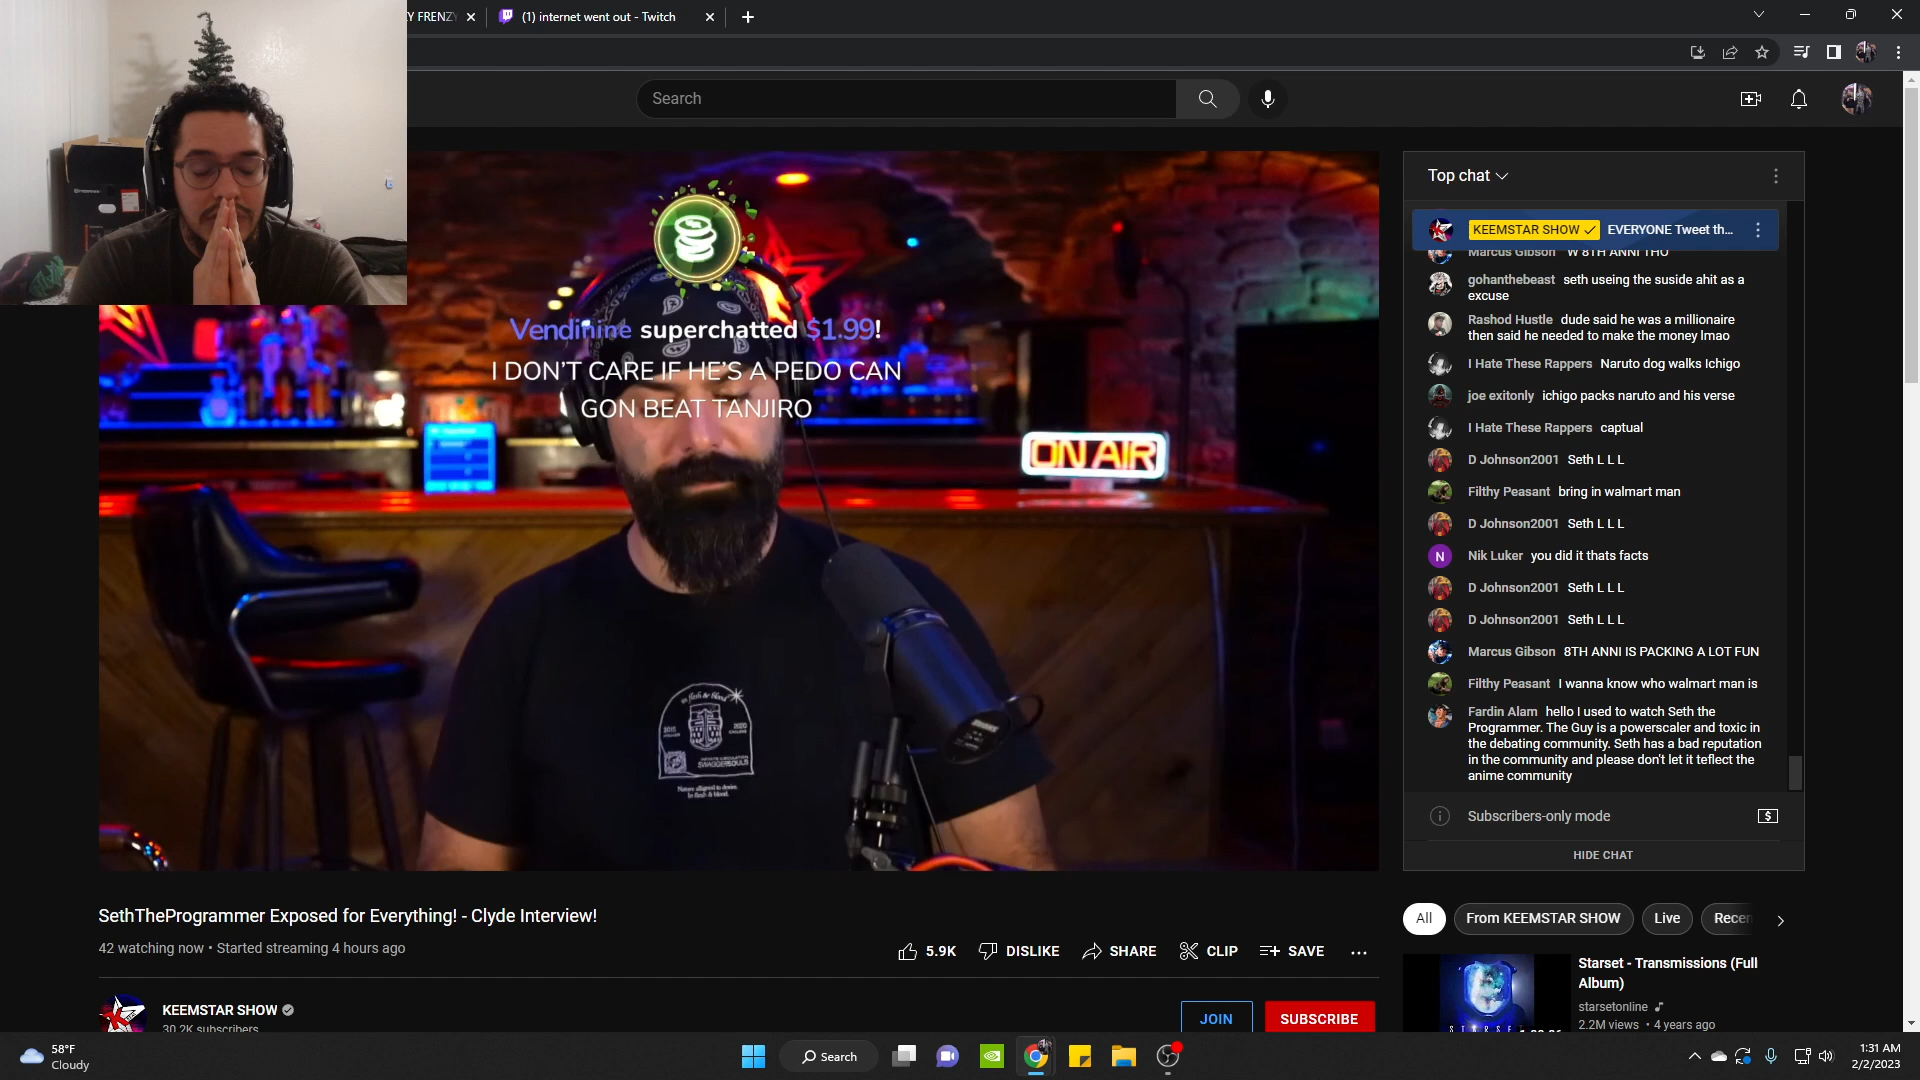 Y FRENZY
(1) internet went out - Twitch
Search
Top chat
KEEMSTAR SHOW EVERYONE Tweet th...
Marcus Gibson W 8TH ANNI THO
gohanthebeast seth useing the suside ahit as a
excuse
Rashod Hustle dude said he was a millionaire
then said he needed to make the money lmao
I Hate These Rappers Naruto dog walks Ichigo
joe exitonly ichigo packs naruto and his verse
I Hate These Rappers captual
D Johnson2001 Seth L L L
Filthy Peasant bring in walmart man
D Johnson2001 Seth L L L
N Nik Luker you did it thats facts
D Johnson2001 Seth L L L
D Johnson2001 Seth L L L
Marcus Gibson 8TH ANNI IS PACKING A LOT FUN
Filthy Peasant I wanna know who walmart man is
Fardin Alam hello I used to watch Seth the
Programmer. The Guy is a powerscaler and toxic in
the debating community. Seth has a bad reputation
in the community and please don't let it teflect the
anime community
Subscribers-only mode
HIDE CHAT
Vendinine superchatted $1.99!
I DON'T CARE IF HE'S A PEDO CAN
GON BEAT TANJIRO
ON AIR
in flesh & blood
2015
2020
SWAGGERSOULS
SethTheProgrammer Exposed for Everything! - Clyde Interview!
42 watching now • Started streaming 4 hours ago
5.9K
DISLIKE
SHARE
CLIP
SAVE
KEEMSTAR SHOW
30.2K subscribers
JOIN
SUBSCRIBE
All
From KEEMSTAR SHOW
Live
Recen
Starset - Transmissions (Full
Album)
starsetonline
2.2M views • 4 years ago
STARSET
58°F
Cloudy
Search
1:31 AM
2/2/2023